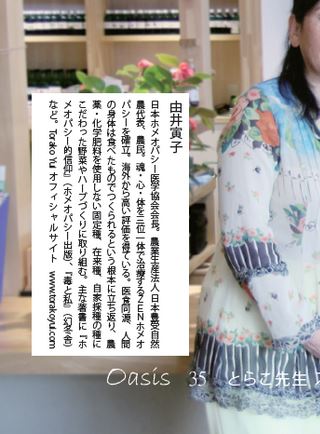 由井寅子
日本ホメオパシー医学協会会長。農業生産法人日本豊受自然
農代表、農民。魂・心・体を三位一体で治療するZENホメオ
パシーを確立。海外から高い評価を得ている。医食同源、人間
の身体は食べたものでつくられるという根本に立ち返り、農
薬・化学肥料を使用しない固定種、在来種、自家採種の種に
こだわった野菜やハーブづくりに取り組む。主な著書に『ホ
メオパシー的信仰』（ホメオパシー出版）、『毒と私』（幻冬舎）
など。Torako Yui オフィシャルサイト www.torakoyui.com
Oasis 35 とらこ先生